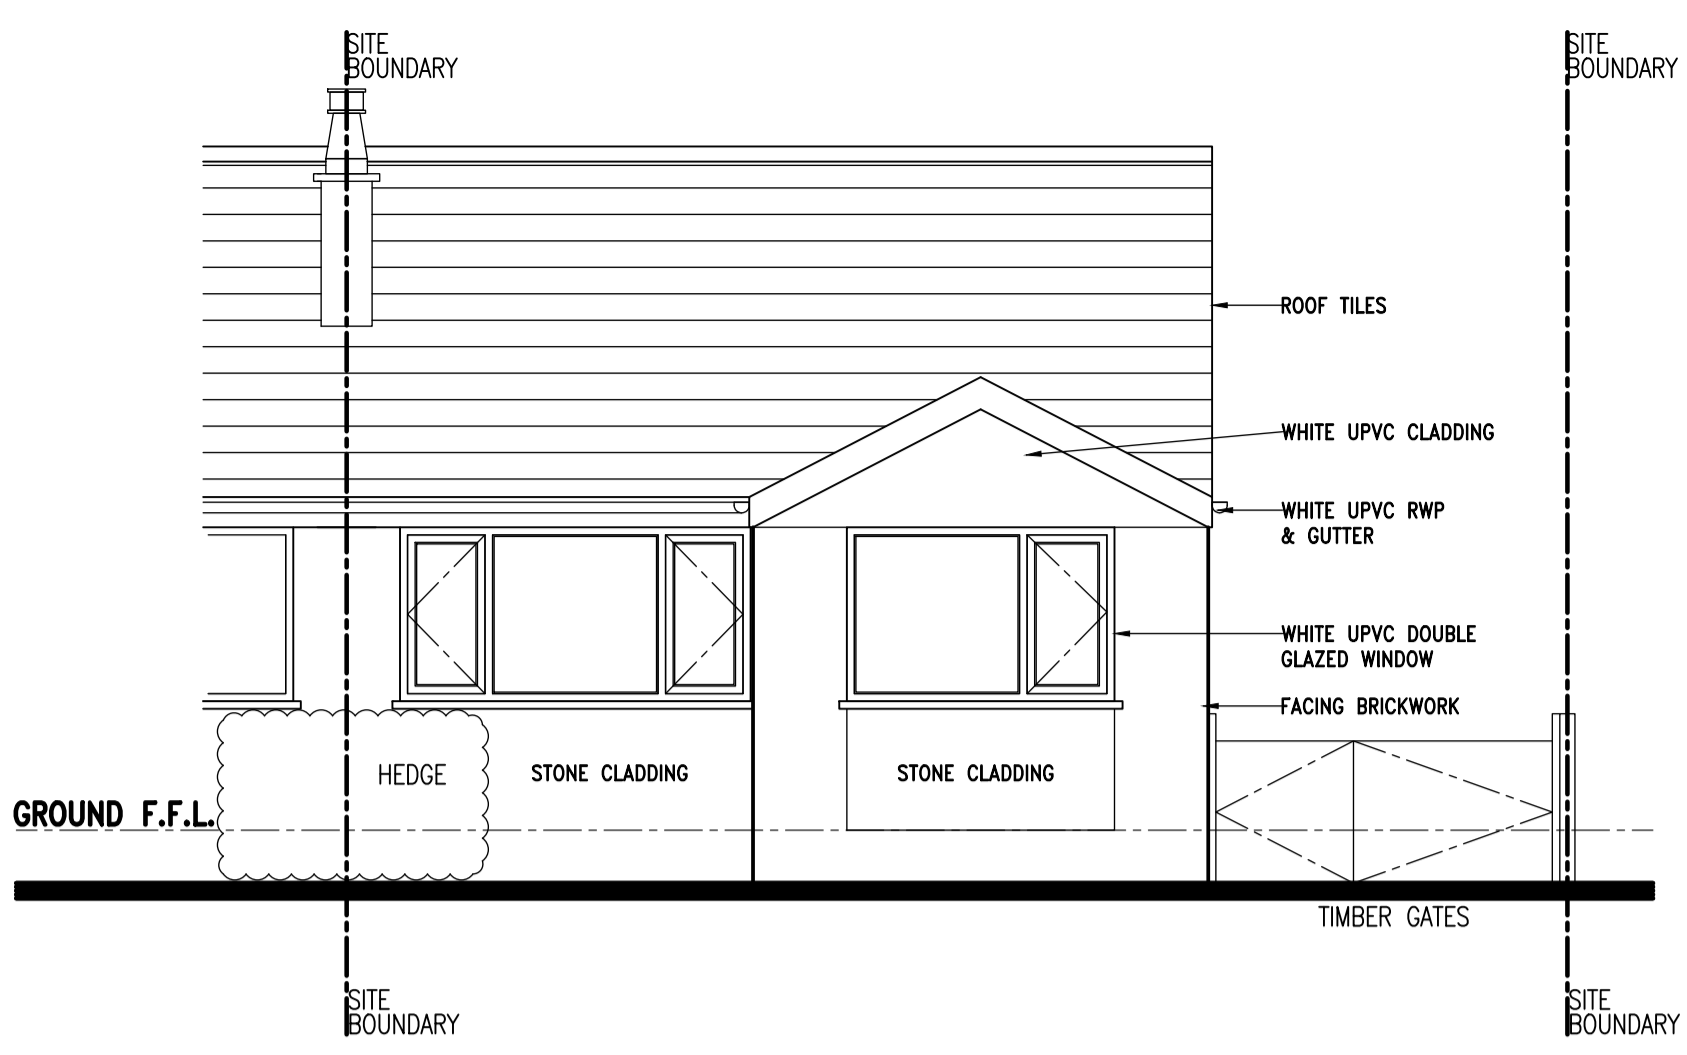 SITE
BOUNDARY
SITE
BOUNDARY
ROOF TILES
WHITE UPVC CLADDING
WHITE UPVC RWP
& GUTTER
WHITE UPVC DOUBLE
GLAZED WINDOW
FACING BRICKWORK
HEDGE
STONE CLADDING
STONE CLADDING
GROUND F.F.L.
TIMBER GATES
SITE
BOUNDARY
SITE
BOUNDARY